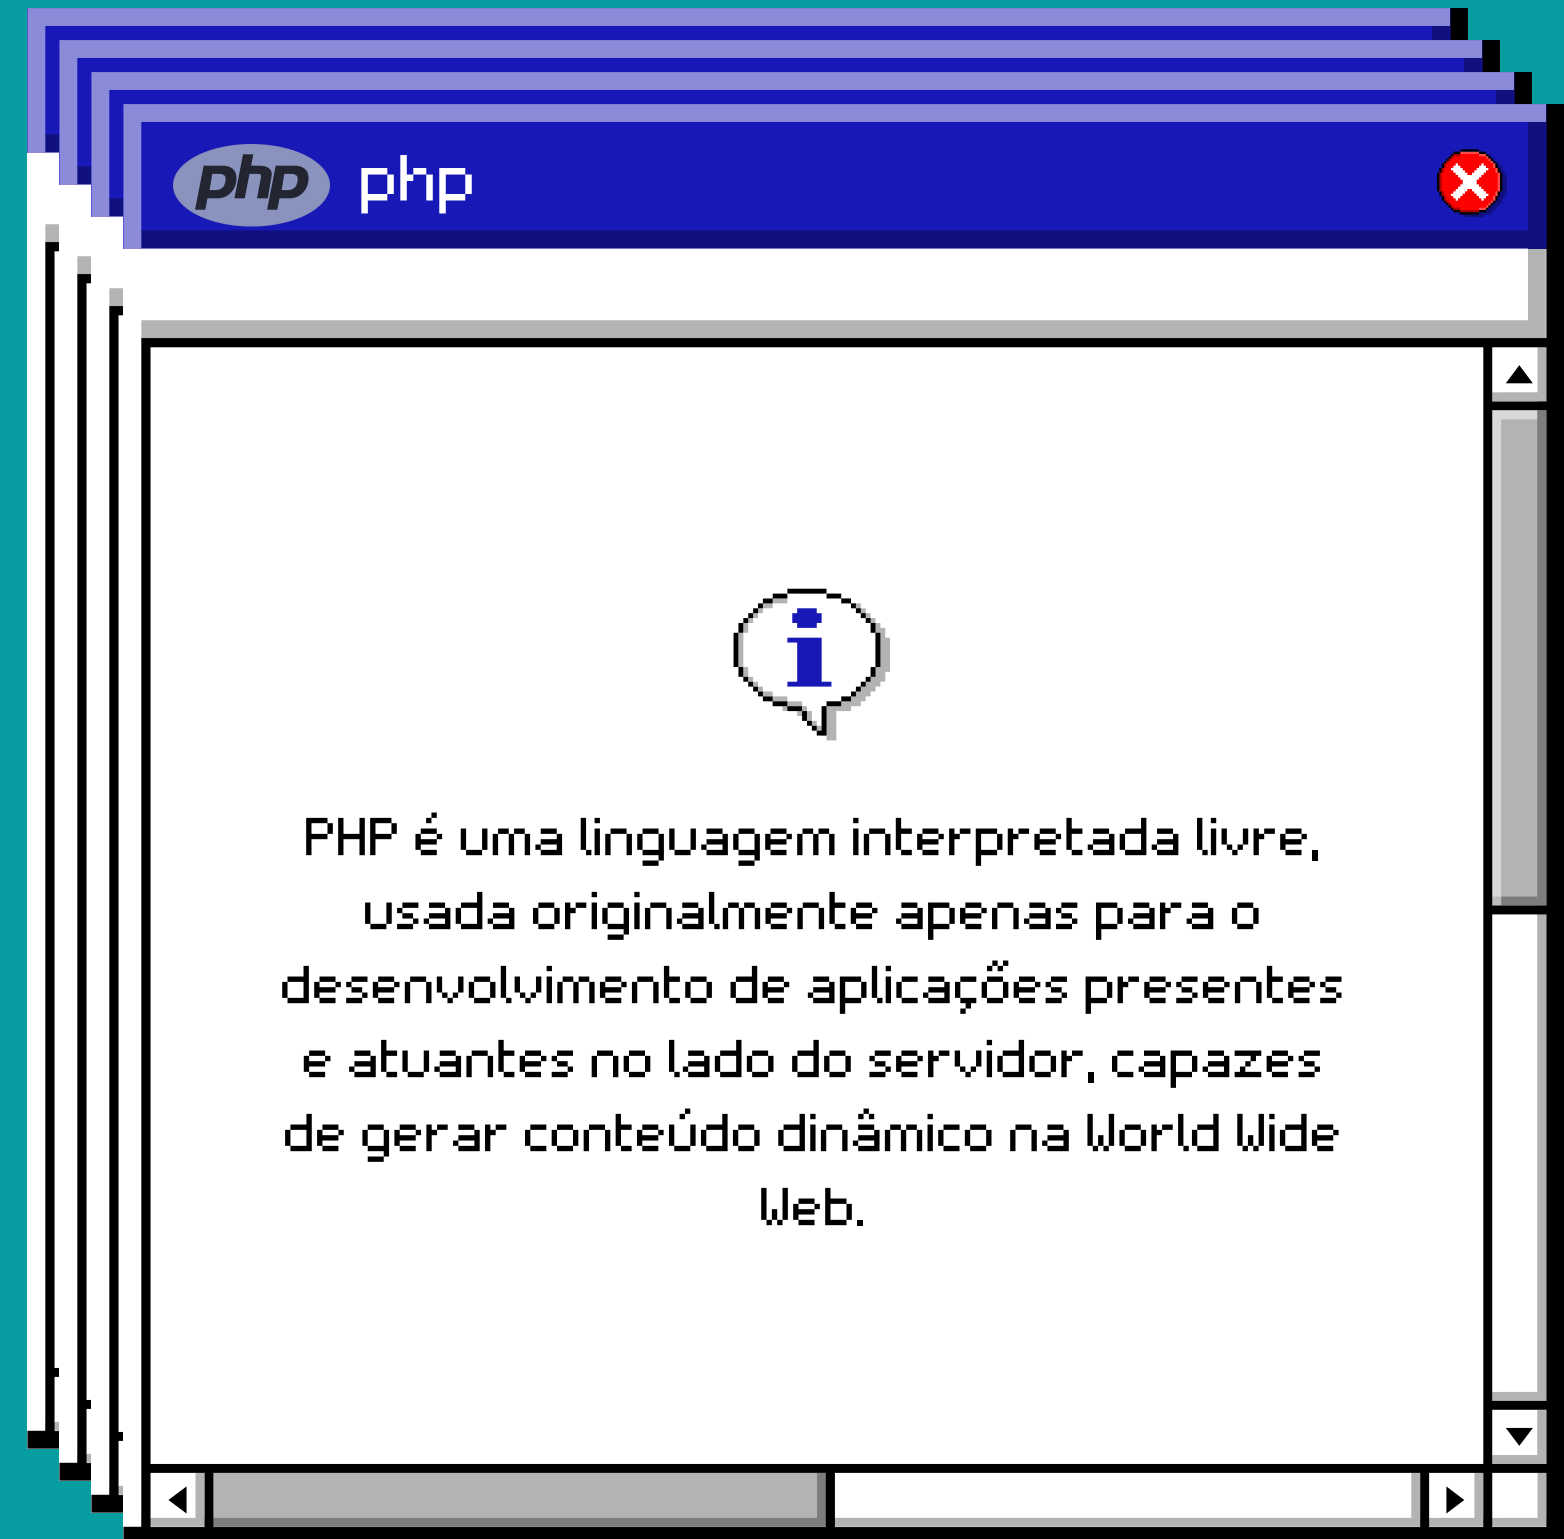 php php
PHP é uma linguagem interpretada livre,
usada originalmente apenas para o
desenvolvimento de aplicações presentes
e atuantes no lado do servidor, capazes
de gerar conteúdo dinâmico na World Wide
Web.